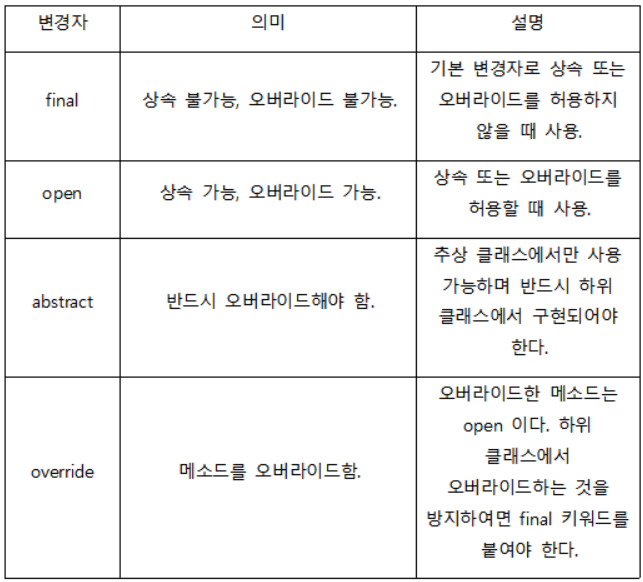 변경자 의미 설명
final 상속 불가능, 오버라이드 불가능. 기본 변경자로 상속 또는
오버라이드를 허용하지
않을 때 사용.
open 상속 가능, 오버라이드 가능. 상속 또는 오버라이드를
허용할 때 사용.
abstract 반드시 오버라이드해야 함. 추상 클래스에서만 사용
가능하며 반드시 하위
클래스에서 구현되어야
한다.
override 메소드를 오버라이드함. 오버라이드한 메소드는
open 이다. 하위
클래스에서
오버라이드하는 것을
방지하여면 final 키워드를
붙여야 한다.